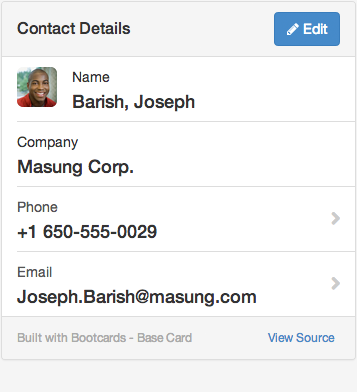 Contact Details
Edit
Name
Barish, Joseph
Company
Masung Corp.
Phone
+1 650-555-0029
Email
Joseph.Barish@masung.com
Built with Bootcards - Base Card
View Source